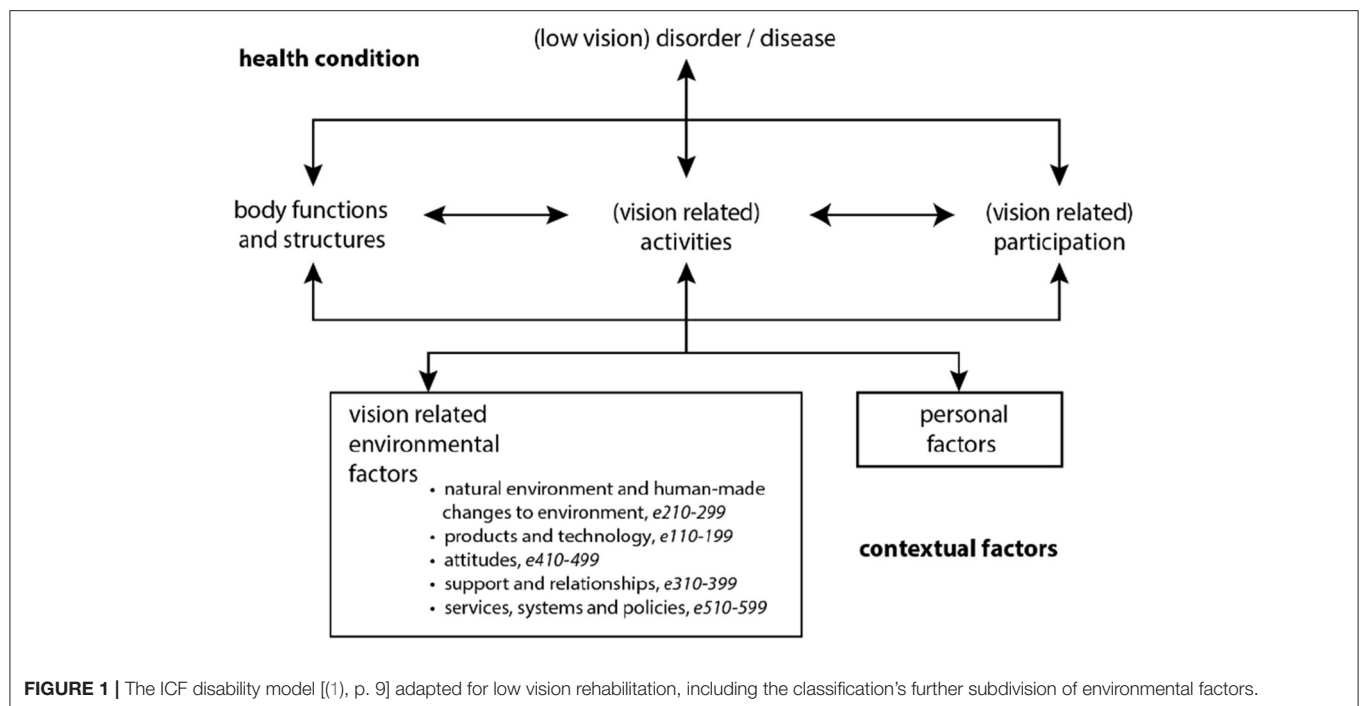 (low vision) disorder / disease
health condition
body functions
and structures
(vision related)
activities
(vision related)
participation
vision related
environmental
factors
• natural environment and human-made
changes to environment, e210-299
• products and technology, e110-199
• attitudes, e410-499
• support and relationships, e310-399
• services, systems and policies, e510-599
personal
factors
contextual factors
FIGURE 1 | The ICF disability model [(1), p. 9] adapted for low vision rehabilitation, including the classification's further subdivision of environmental factors.